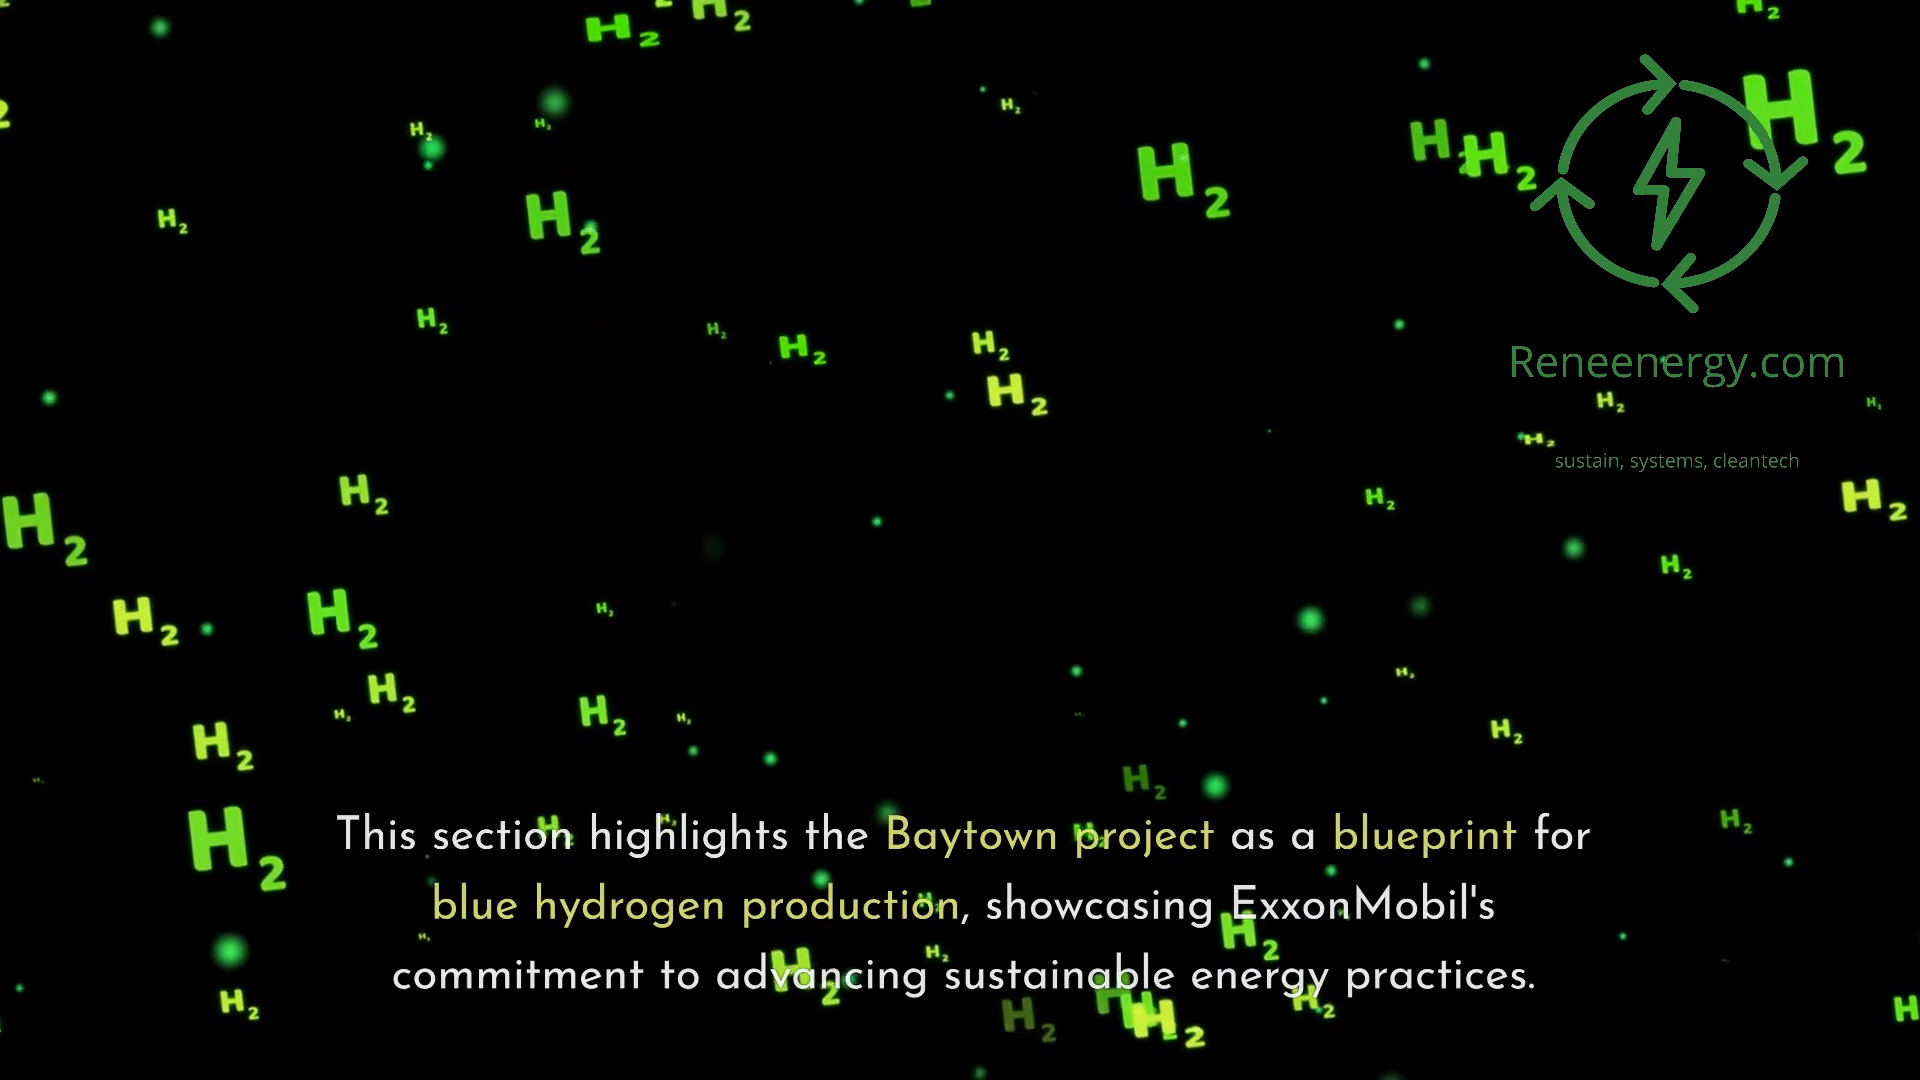 Reneenergy.com
sustain, systems, cleantech
This section highlights the Baytown project as a blueprint for
blue hydrogen production, showcasing ExxonMobil's
commitment to advancing sustainable energy practices.
H₂